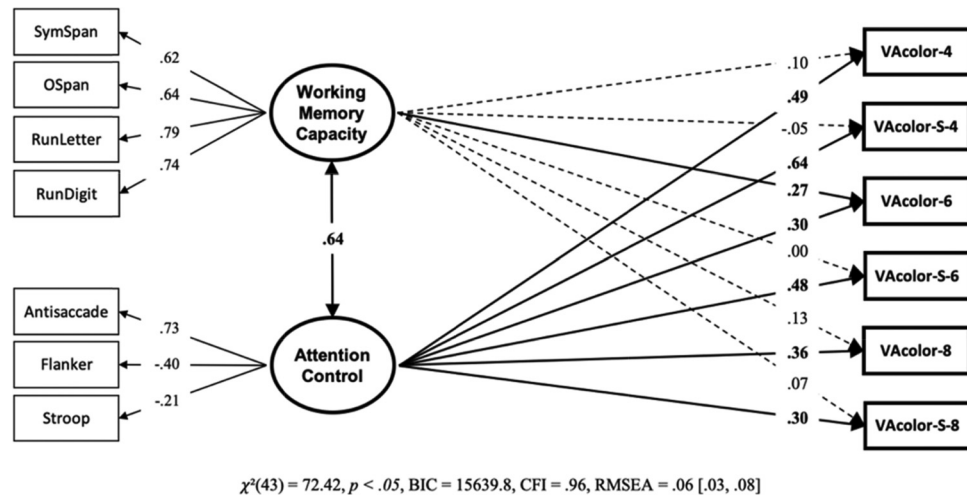 SymSpan
OSpan
RunLetter
RunDigit
.62
.64
.79
.74
Working
Memory
Capacity
.64
Antisaccade
Flanker
Stroop
.73
-.40
-.21
Attention
Control
.10
.49
-.05
.64
.27
.30
.00
.48
.13
.36
.07
.30
VAcolor-4
VAcolor-S-4
VAcolor-6
VAcolor-S-6
VAcolor-8
VAcolor-S-8
χ²(43) = 72.42, p < .05, BIC = 15639.8, CFI = .96, RMSEA = .06 [.03, .08]